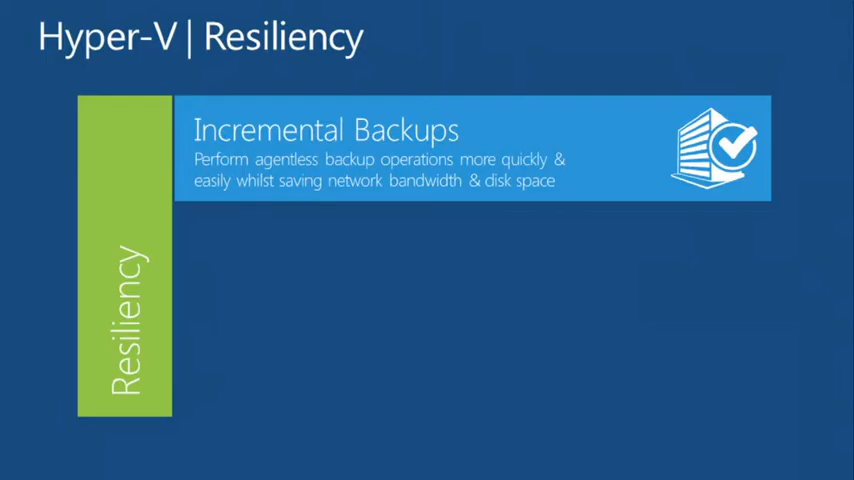 Hyper-V | Resiliency
Incremental Backups
Perform agentless backup operations more quickly &
easily whilst saving network bandwidth & disk space
Resiliency